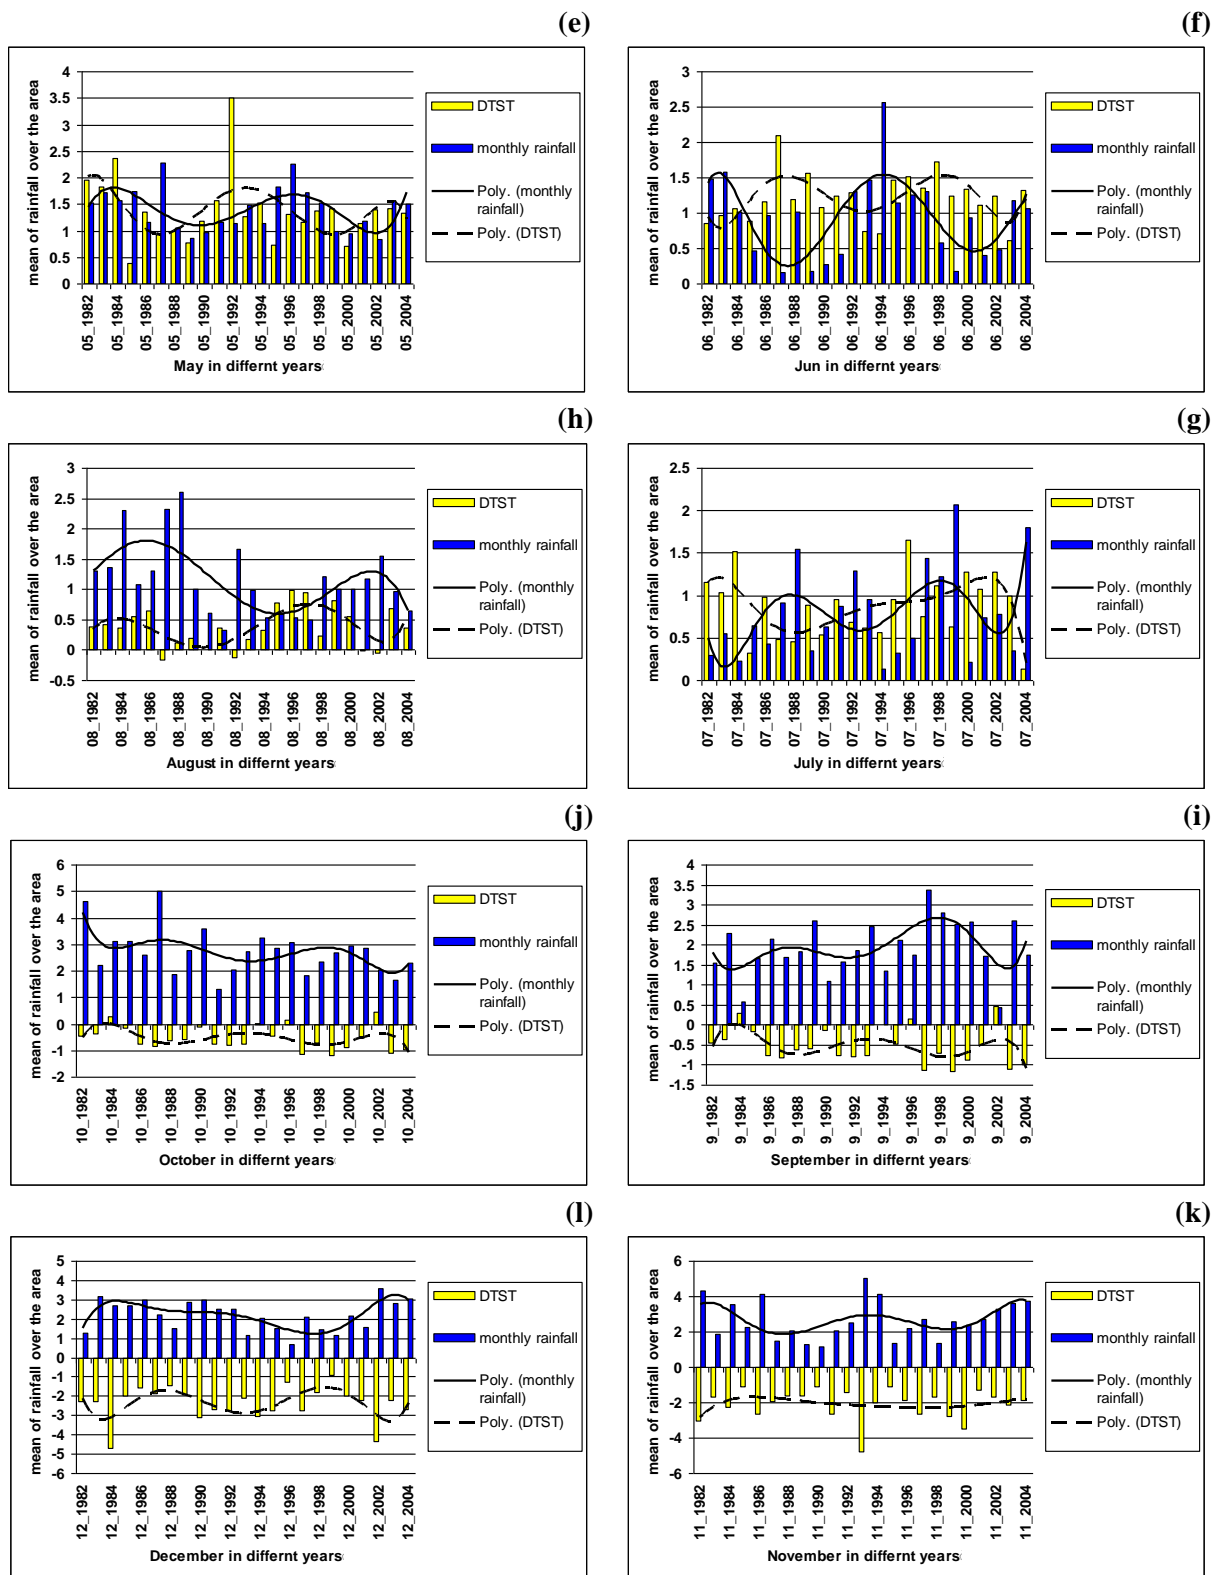 (e)
mean of rainfall over the area
4
3.5
3
2.5
2
1.5
1
0.5
0
05_1982
05_1984
05_1986
05_1988
05_1990
05_1992
05_1994
05_1996
05_1998
05_2000
05_2002
05_2004
May in differnt years
DTST
monthly rainfall
Poly. (monthly
rainfall)
Poly. (DTST)
(f)
mean of rainfall over the area
3
2.5
2
1.5
1
0.5
0
06_1982
06_1984
06_1986
06_1988
06_1990
06_1992
06_1994
06_1996
06_1998
06_2000
06_2002
06_2004
Jun in differnt years
DTST
monthly rainfall
Poly. (monthly
rainfall)
Poly. (DTST)
(h)
mean of rainfall over the area
3
2.5
2
1.5
1
0.5
0
-0.5
08_1982
08_1984
08_1986
08_1988
08_1990
08_1992
08_1994
08_1996
08_1998
08_2000
08_2002
08_2004
August in differnt years
DTST
monthly rainfall
Poly. (monthly
rainfall)
Poly. (DTST)
(g)
mean of rainfall over the area
2.5
2
1.5
1
0.5
0
07_1982
07_1984
07_1986
07_1988
07_1990
07_1992
07_1994
07_1996
07_1998
07_2000
07_2002
07_2004
July in differnt years
DTST
monthly rainfall
Poly. (monthly
rainfall)
Poly. (DTST)
(j)
mean of rainfall over the area
6
5
4
3
2
1
0
-1
-2
10_1982
10_1984
10_1986
10_1988
10_1990
10_1992
10_1994
10_1996
10_1998
10_2000
10_2002
10_2004
October in differnt years
DTST
monthly rainfall
Poly. (monthly
rainfall)
Poly. (DTST)
(i)
mean of rainfall over the area
4
3.5
3
2.5
2
1.5
1
0.5
0
-0.5
-1
-1.5
9_1982
9_1984
9_1986
9_1988
9_1990
9_1992
9_1994
9_1996
9_1998
9_2000
9_2002
9_2004
September in differnt years
DTST
monthly rainfall
Poly. (monthly
rainfall)
Poly. (DTST)
(l)
mean of rainfall over the area
5
4
3
2
1
0
-1
-2
-3
-4
-5
-6
12_1982
12_1984
12_1986
12_1988
12_1990
12_1992
12_1994
12_1996
12_1998
12_2000
12_2002
12_2004
December in differnt years
DTST
monthly rainfall
Poly. (monthly
rainfall)
Poly. (DTST)
(k)
mean of rainfall over the area
6
4
2
0
-2
-4
-6
11_1982
11_1984
11_1986
11_1988
11_1990
11_1992
11_1994
11_1996
11_1998
11_2000
11_2002
11_2004
November in differnt years
DTST
monthly rainfall
Poly. (monthly
rainfall)
Poly. (DTST)